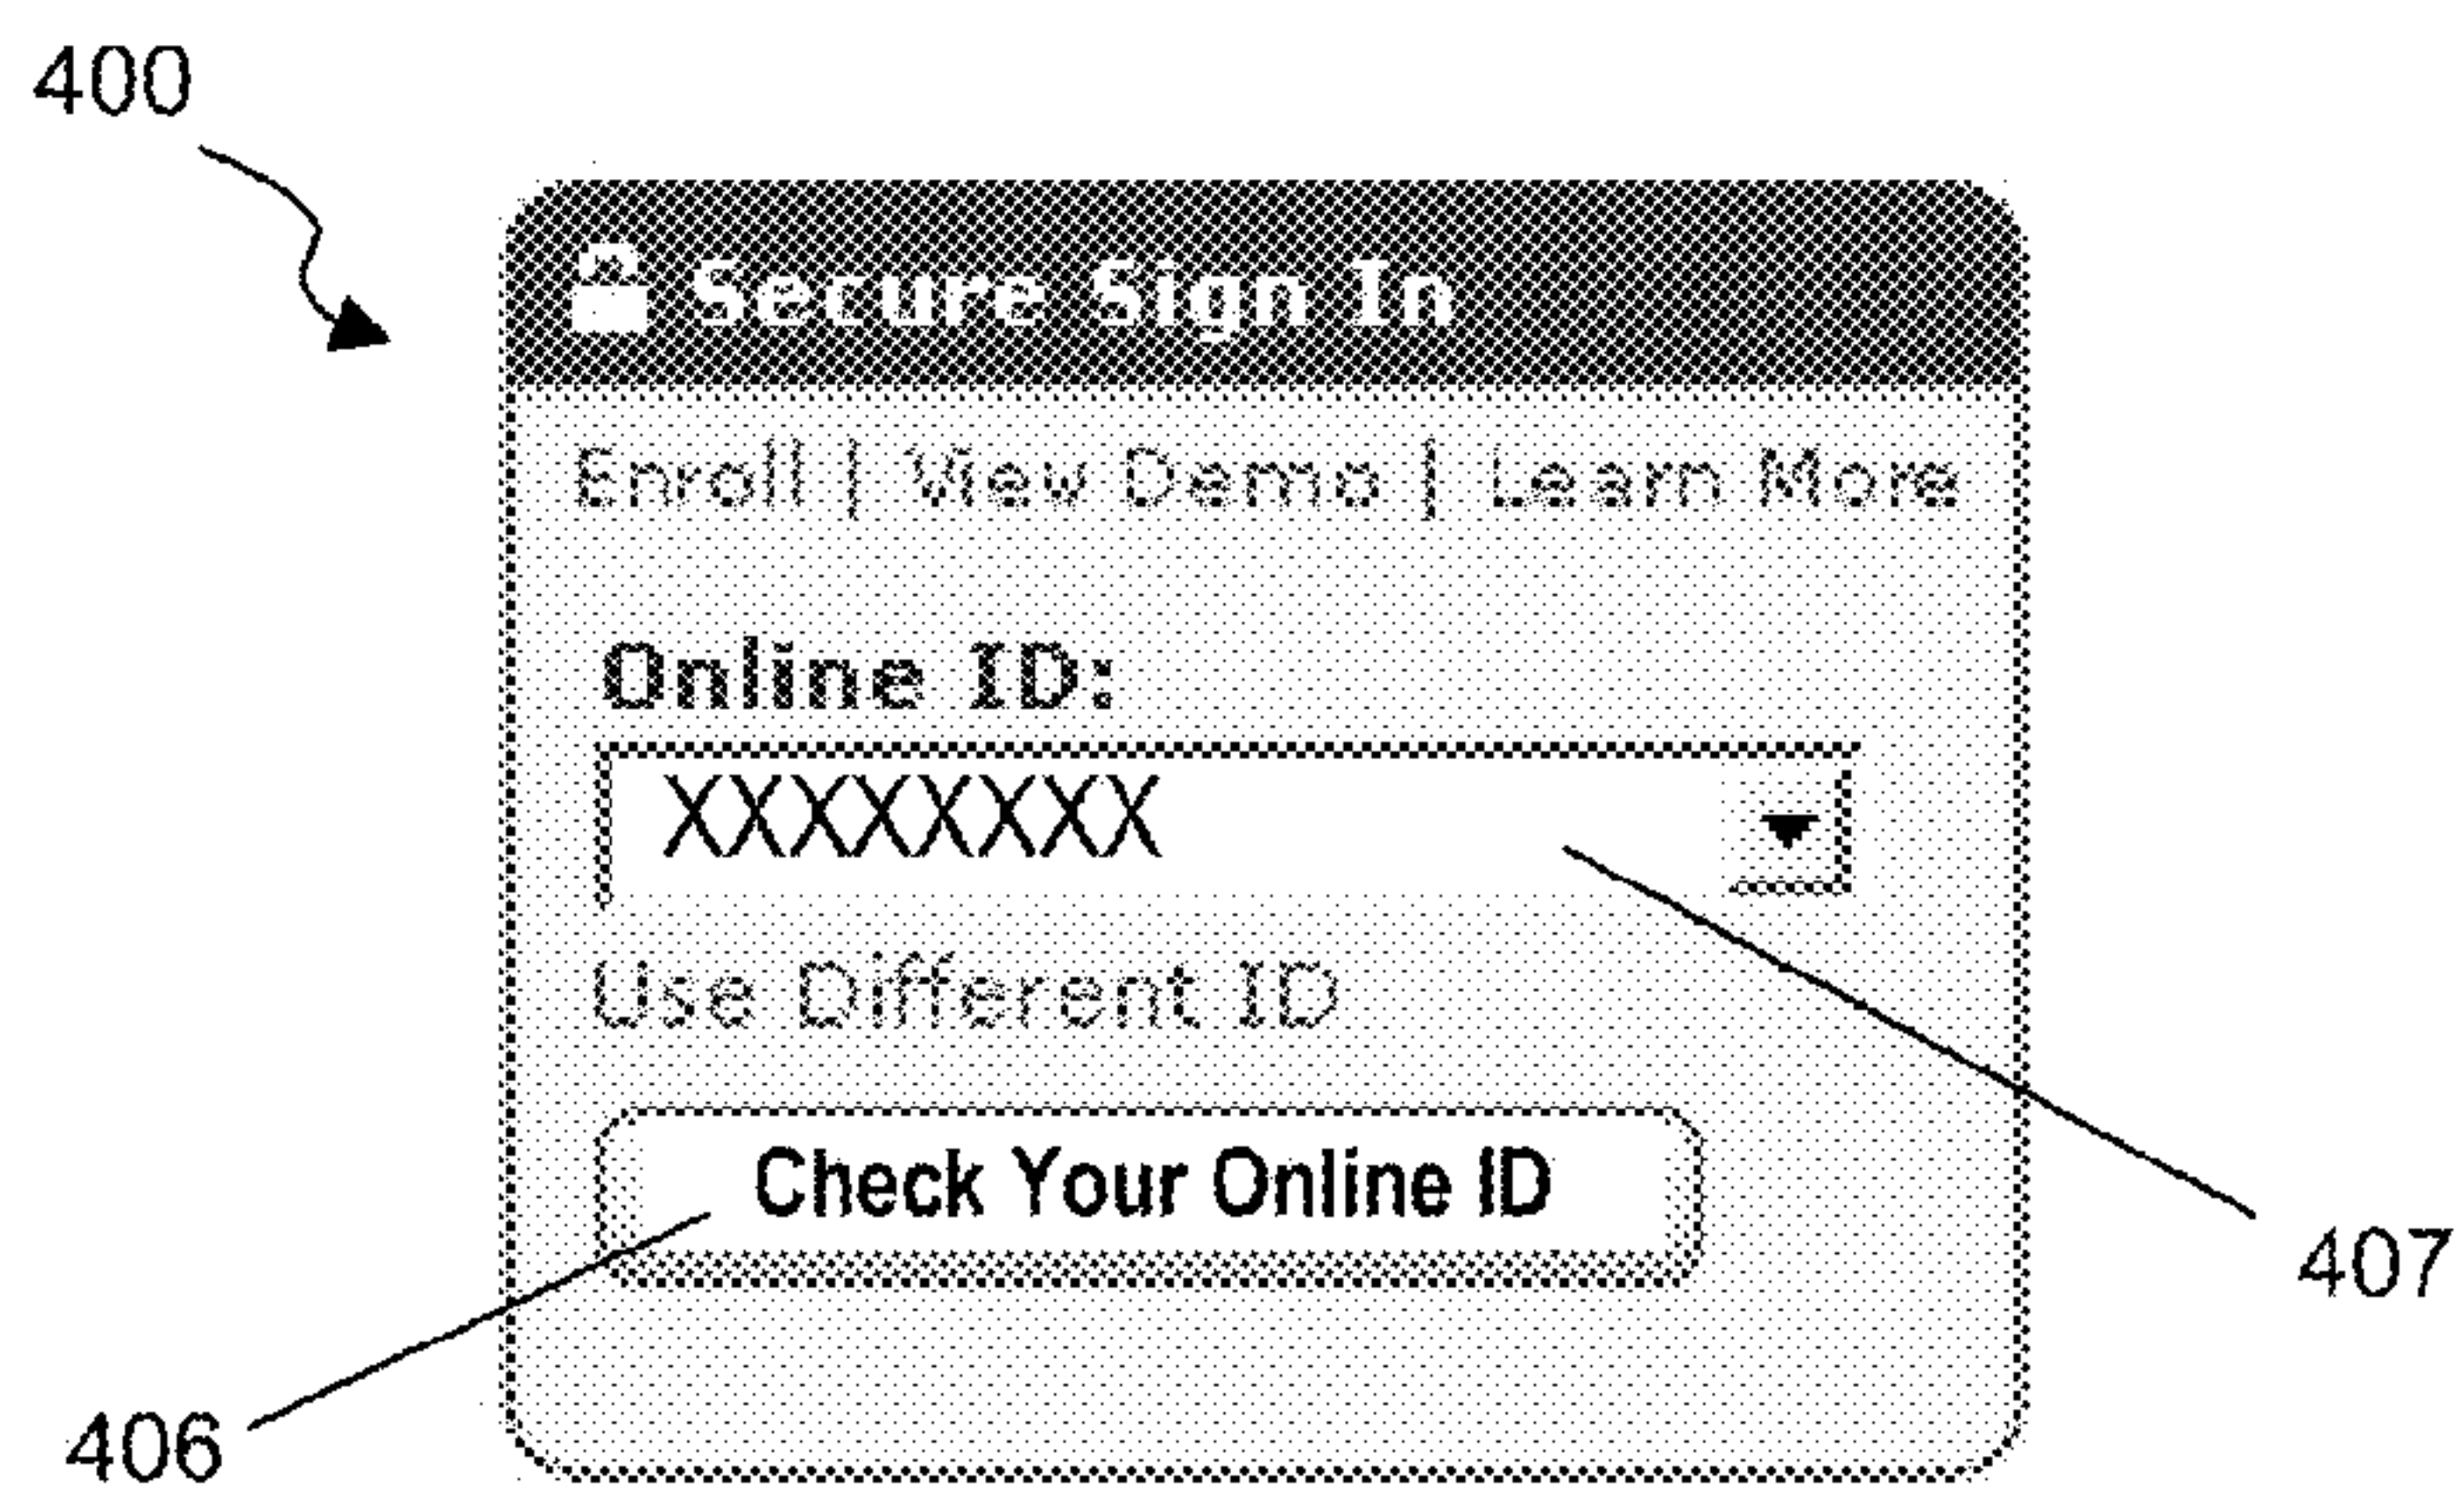 400
Secure Sign In
Enroll | View Demo | Learn More
Online ID:
XXXXXXXX
Use Different ID
Check Your Online ID
407
406